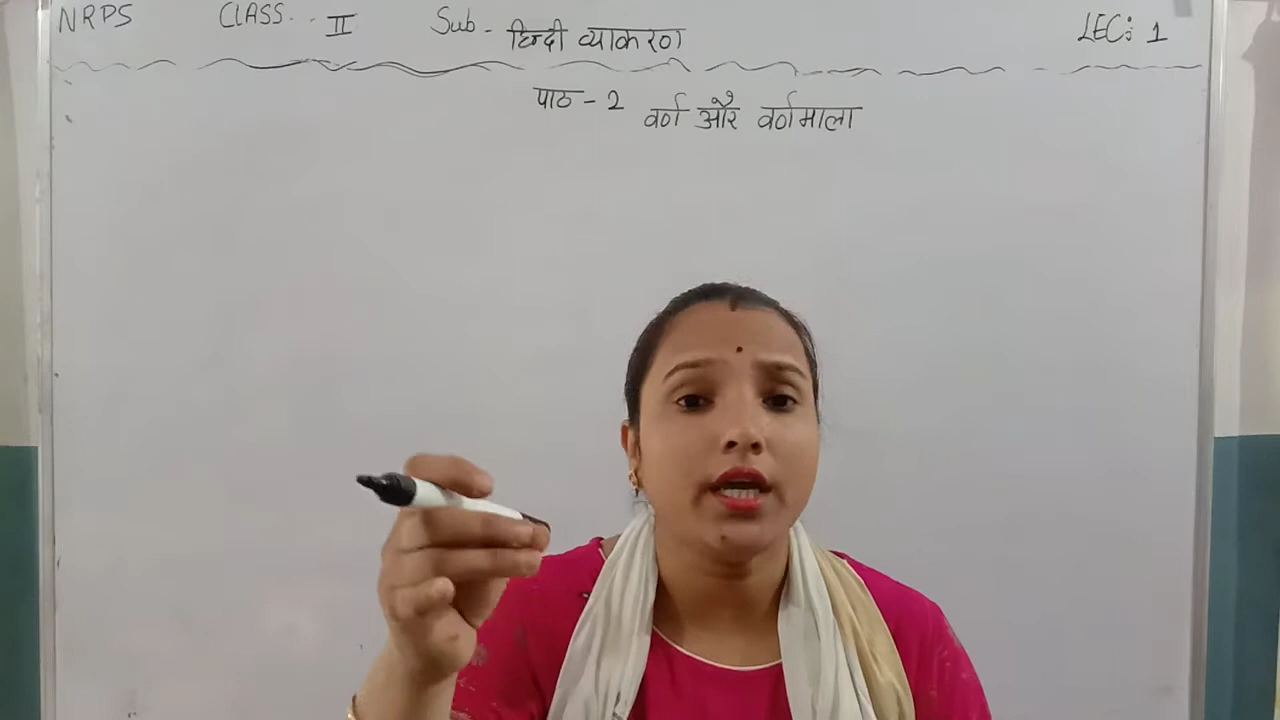 NRPS CLASS.. II Sub - हिन्दी व्याकरण LEC: 1
पाठ - 2 वर्ण और वर्णमाला